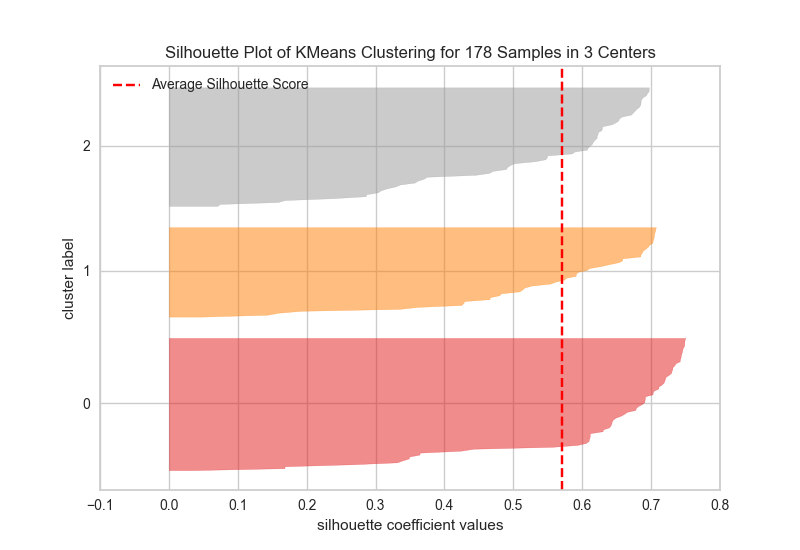 Silhouette Plot of KMeans Clustering for 178 Samples in 3 Centers
Average Silhouette Score
2
1
0
cluster label
−0.1 0.0 0.1 0.2 0.3 0.4 0.5 0.6 0.7 0.8
silhouette coefficient values